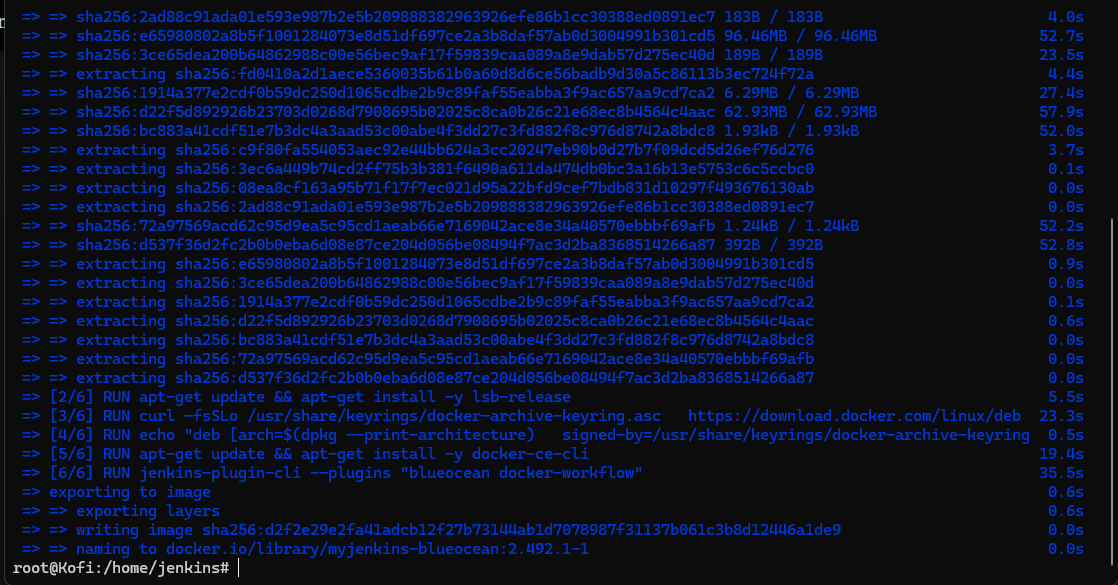 => => sha256:2ad88c91ada01e593e987b2e5b209888382963926efe86b1cc30388ed0891ec7 183B / 183B 4.0s
=> => sha256:e65980802a8b5f1001284073e8d51df697ce2a3b8daf57ab0d3004991b301cd5 96.46MB / 96.46MB 52.7s
=> => sha256:3ce65dea200b64862988c00e56bec9af17f59839caa089a8e9dab57d275ec40d 189B / 189B 23.5s
=> => extracting sha256:fd0410a2d1aece5360035b61b0a60d8d6ce56badb9d30a5c86113b3ec724f72a 4.4s
=> => sha256:1914a377e2cdf0b59dc250d1065cdbe2b9c89faf55eabba3f9ac657aa9cd7ca2 6.29MB / 6.29MB 27.4s
=> => sha256:d22f5d892926b23703d0268d7908695b02025c8ca0b26c21e68ec8b4564c4aac 62.93MB / 62.93MB 57.9s
=> => sha256:bc883a41cdf51e7b3dc4a3aad53c00abe4f3dd27c3fd882f8c976d8742a8bdc8 1.93kB / 1.93kB 52.0s
=> => extracting sha256:c9f80fa554053aec92e44bb624a3cc20247eb90b0d27b7f09dcd5d26ef76d276 3.7s
=> => extracting sha256:3ec6a449b74cd2ff75b3b381f6490a611da474db0bc3a16b13e5753c6c5ccbc0 0.1s
=> => extracting sha256:08ea8cf163a95b71f17f7ec021d95a22bfd9cef7bdb831d10297f493676130ab 0.0s
=> => extracting sha256:2ad88c91ada01e593e987b2e5b209888382963926efe86b1cc30388ed0891ec7 0.0s
=> => sha256:72a97569acd62c95d9ea5c95cd1aeab66e7169042ace8e34a40570ebbbf69afb 1.24kB / 1.24kB 52.2s
=> => sha256:d537f36d2fc2b0b0eba6d08e87ce204d056be08494f7ac3d2ba8368514266a87 392B / 392B 52.8s
=> => extracting sha256:e65980802a8b5f1001284073e8d51df697ce2a3b8daf57ab0d3004991b301cd5 0.9s
=> => extracting sha256:3ce65dea200b64862988c00e56bec9af17f59839caa089a8e9dab57d275ec40d 0.0s
=> => extracting sha256:1914a377e2cdf0b59dc250d1065cdbe2b9c89faf55eabba3f9ac657aa9cd7ca2 0.1s
=> => extracting sha256:d22f5d892926b23703d0268d7908695b02025c8ca0b26c21e68ec8b4564c4aac 0.6s
=> => extracting sha256:bc883a41cdf51e7b3dc4a3aad53c00abe4f3dd27c3fd882f8c976d8742a8bdc8 0.0s
=> => extracting sha256:72a97569acd62c95d9ea5c95cd1aeab66e7169042ace8e34a40570ebbbf69afb 0.0s
=> => extracting sha256:d537f36d2fc2b0b0eba6d08e87ce204d056be08494f7ac3d2ba8368514266a87 0.0s
=> [2/6] RUN apt-get update && apt-get install -y lsb-release 5.5s
=> [3/6] RUN curl -fsSLo /usr/share/keyrings/docker-archive-keyring.asc https://download.docker.com/linux/deb 23.3s
=> [4/6] RUN echo "deb [arch=$(dpkg --print-architecture) signed-by=/usr/share/keyrings/docker-archive-keyring 0.5s
=> [5/6] RUN apt-get update && apt-get install -y docker-ce-cli 19.4s
=> [6/6] RUN jenkins-plugin-cli --plugins "blueocean docker-workflow" 35.5s
=> exporting to image 0.6s
=> => exporting layers 0.6s
=> => writing image sha256:d2f2e29e2fa41adcb12f27b73144ab1d7078987f31137b061c3b8d12446a1de9 0.0s
=> => naming to docker.io/library/myjenkins-blueocean:2.492.1-1 0.0s
root@Kofi:/home/jenkins#